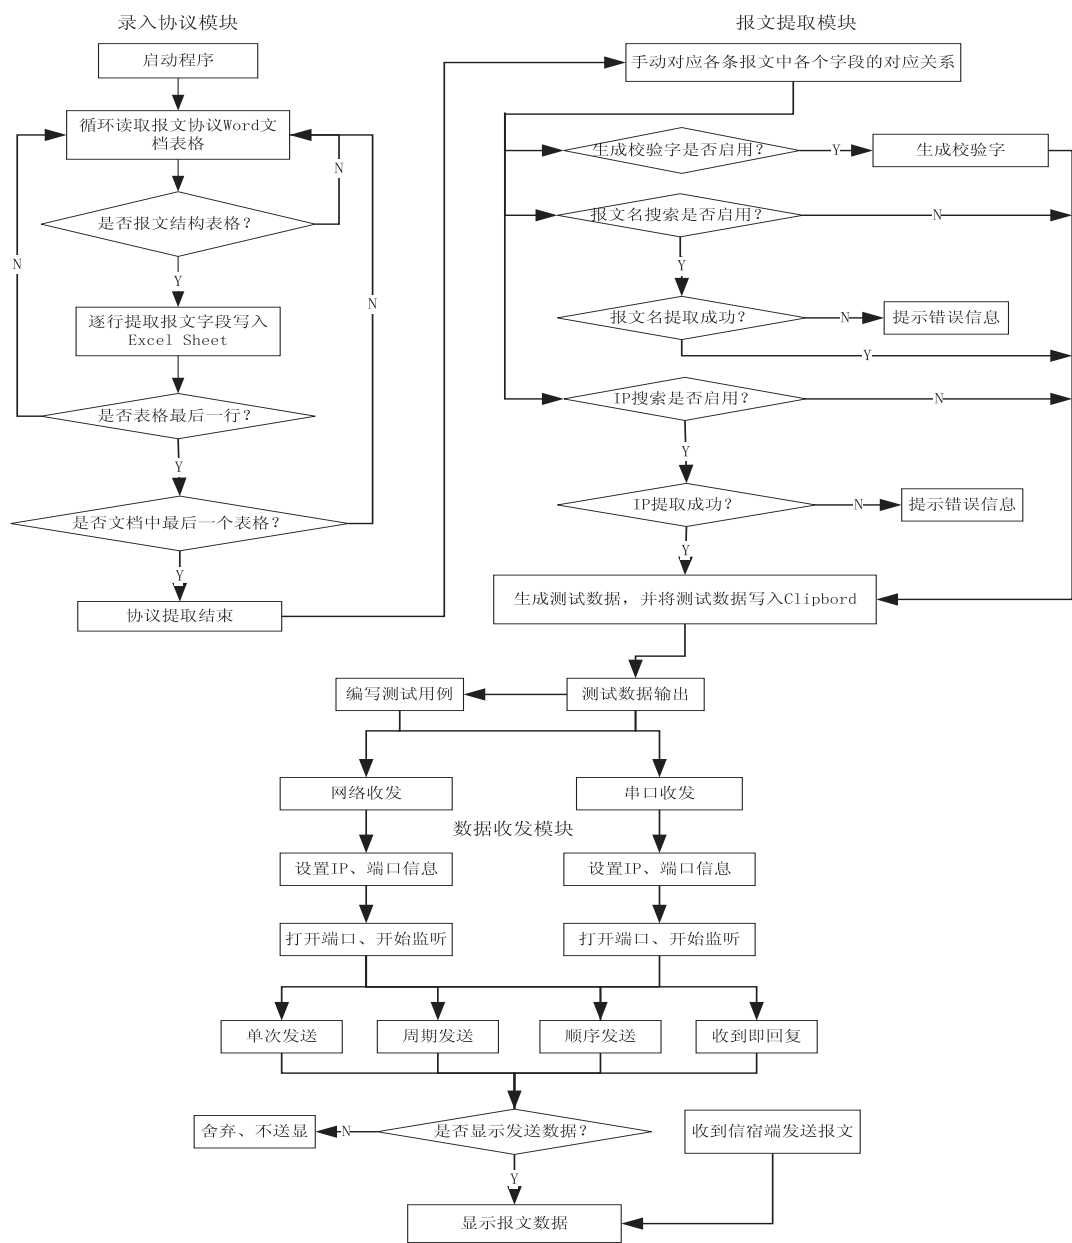 录入协议模块
启动程序
循环读取报文协议Word文
档表格
N
是否报文结构表格？
N
Y
N
逐行提取报文字段写入
Excel Sheet
是否表格最后一行？
Y
是否文档中最后一个表格？
Y
协议提取结束
报文提取模块
手动对应各条报文中各个字段的对应关系
生成校验字是否启用？
Y
生成校验字
报文名搜索是否启用？
N
Y
报文名提取成功？
N
提示错误信息
Y
IP搜索是否启用？
N
Y
IP提取成功？
N
提示错误信息
Y
生成测试数据，并将测试数据写入Clipbord
编写测试用例
测试数据输出
网络收发
串口收发
数据收发模块
设置IP、端口信息
设置IP、端口信息
打开端口、开始监听
打开端口、开始监听
单次发送
周期发送
顺序发送
收到即回复
舍弃、不送显
N
是否显示发送数据？
收到信宿端发送报文
Y
显示报文数据